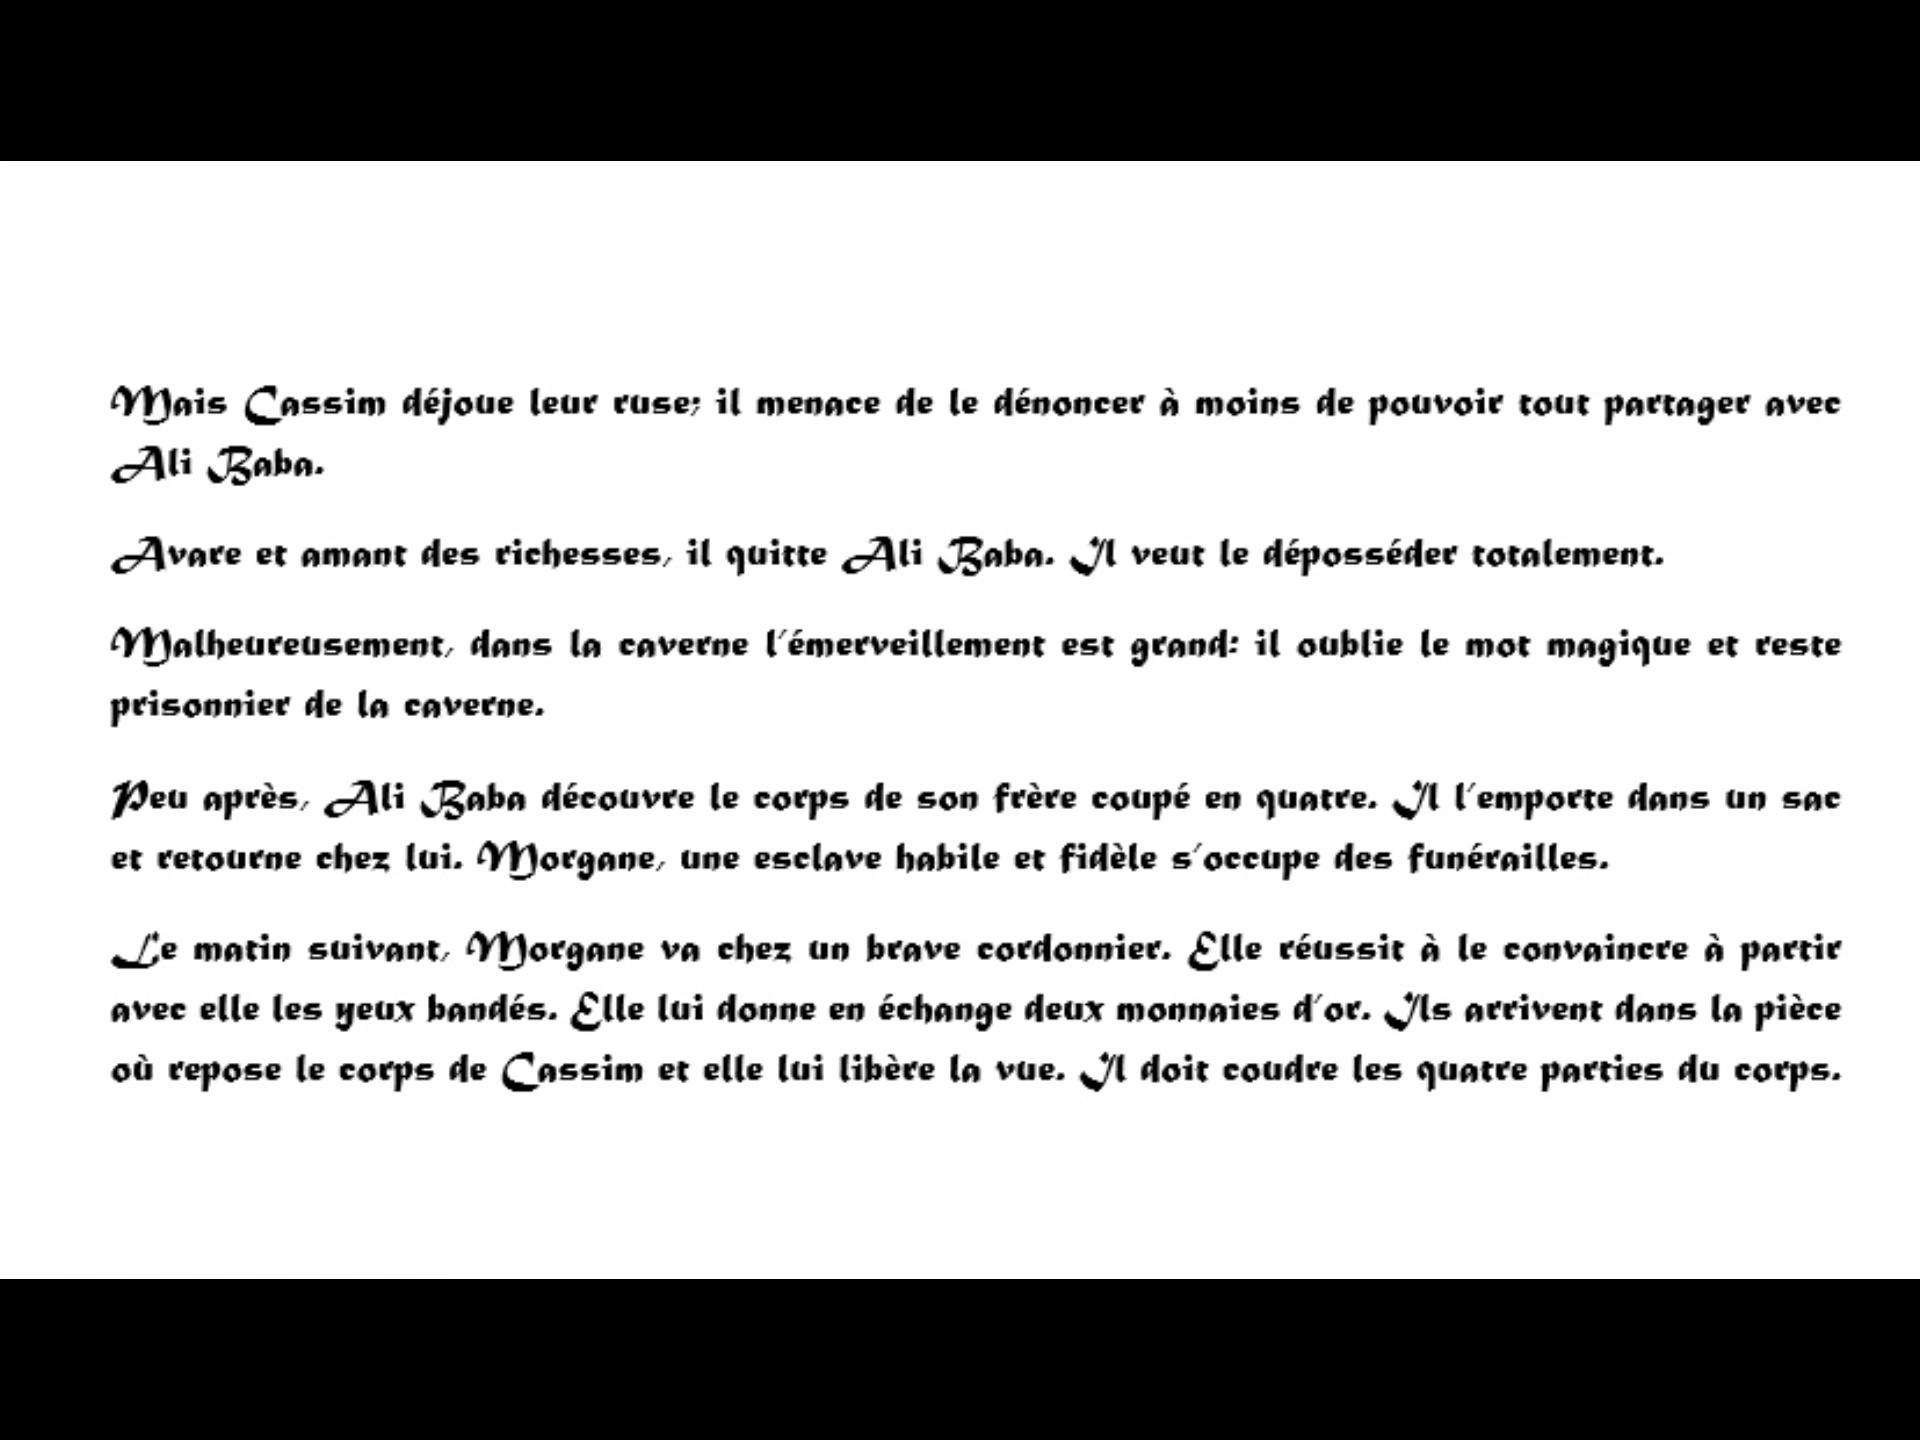 Mais Cassim déjoue leur ruse; il menace de le dénoncer à moins de pouvoir tout partager avec
Ali Baba.
Avare et amant des richesses, il quitte Ali Baba. Il veut le déposséder totalement.
Malheureusement, dans la caverne l'émerveillement est grand: il oublie le mot magique et reste
prisonnier de la caverne.
Peu après, Ali Baba découvre le corps de son frère coupé en quatre. Il l'emporte dans un sac
et retourne chez lui. Morgane, une esclave habile et fidèle s'occupe des funérailles.
Le matin suivant, Morgane va chez un brave cordonnier. Elle réussit à le convaincre à partir
avec elle les yeux bandés. Elle lui donne en échange deux monnaies d'or. Ils arrivent dans la pièce
où repose le corps de Cassim et elle lui libère la vue. Il doit coudre les quatre parties du corps.